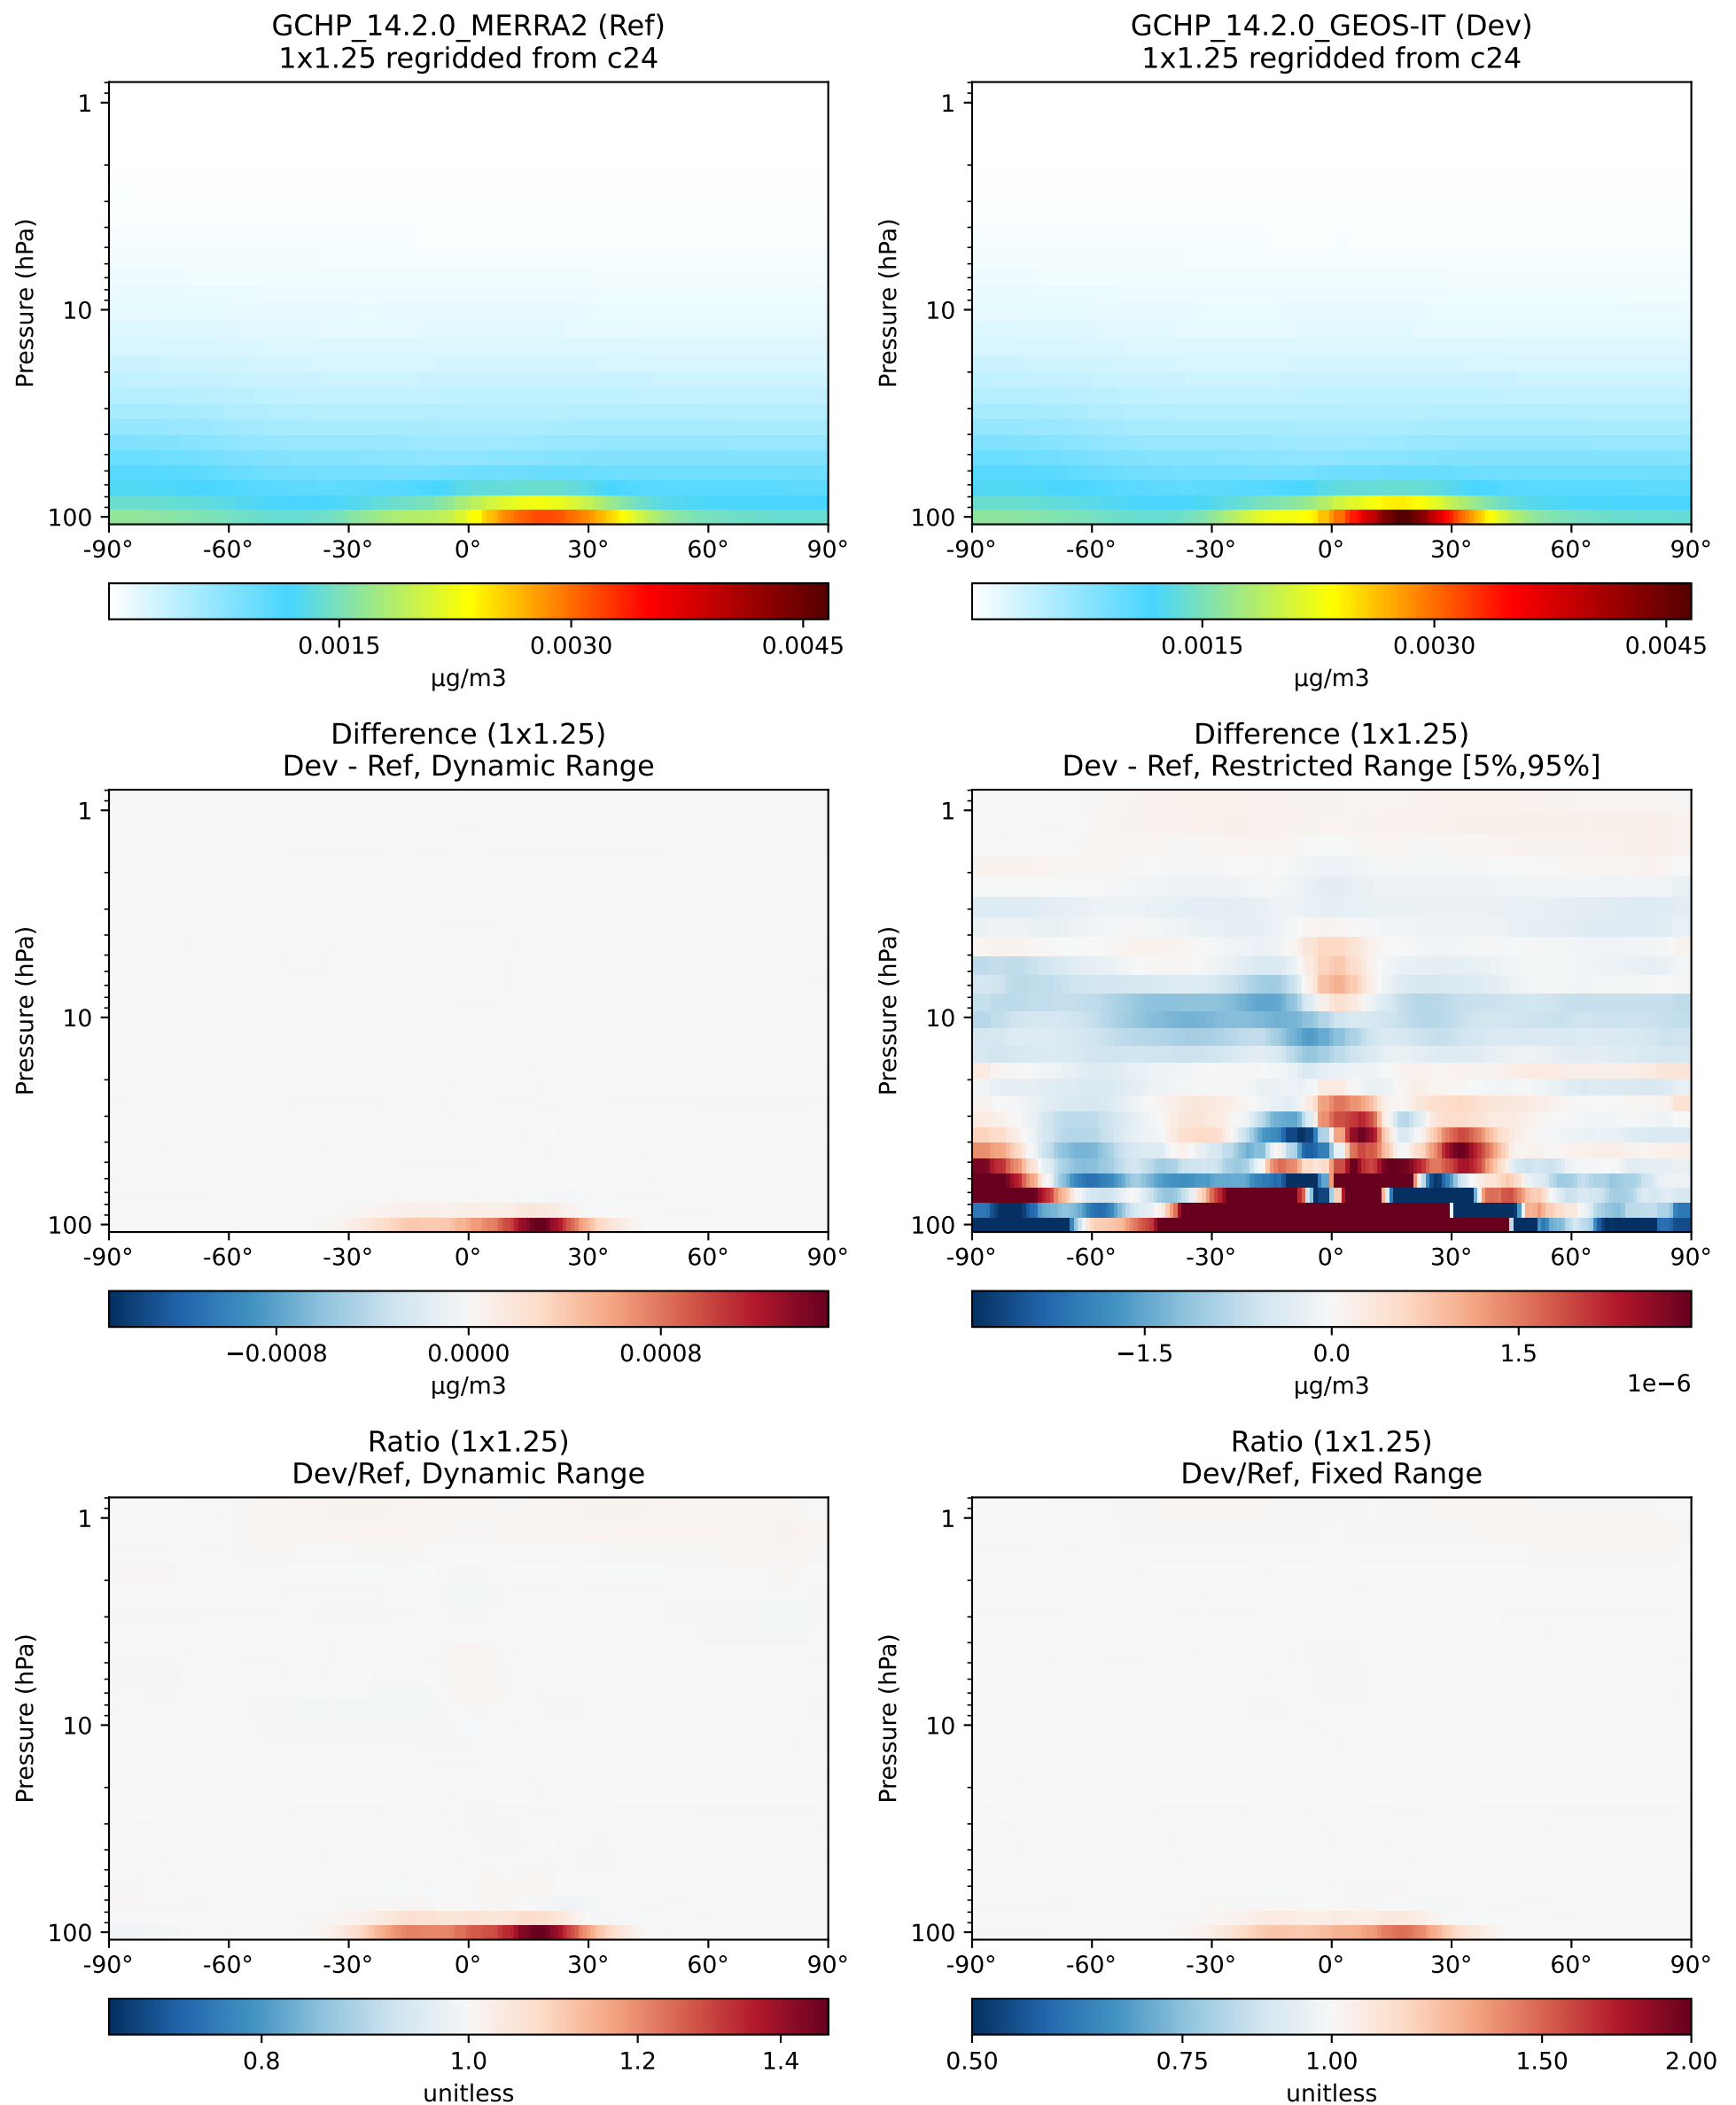 GCHP_14.2.0_MERRA2 (Ref)
1x1.25 regridded from c24
Pressure (hPa)
1
10
100
-90° -60° -30° 0° 30° 60° 90°
0.0015 0.0030 0.0045
μg/m3
GCHP_14.2.0_GEOS-IT (Dev)
1x1.25 regridded from c24
Pressure (hPa)
1
10
100
-90° -60° -30° 0° 30° 60° 90°
0.0015 0.0030 0.0045
μg/m3
Difference (1x1.25)
Dev - Ref, Dynamic Range
Pressure (hPa)
1
10
100
-90° -60° -30° 0° 30° 60° 90°
−0.0008 0.0000 0.0008
μg/m3
Difference (1x1.25)
Dev - Ref, Restricted Range [5%,95%]
Pressure (hPa)
1
10
100
-90° -60° -30° 0° 30° 60° 90°
−1.5 0.0 1.5
μg/m3
1e−6
Ratio (1x1.25)
Dev/Ref, Dynamic Range
Pressure (hPa)
1
10
100
-90° -60° -30° 0° 30° 60° 90°
0.8 1.0 1.2 1.4
unitless
Ratio (1x1.25)
Dev/Ref, Fixed Range
Pressure (hPa)
1
10
100
-90° -60° -30° 0° 30° 60° 90°
0.50 0.75 1.00 1.50 2.00
unitless